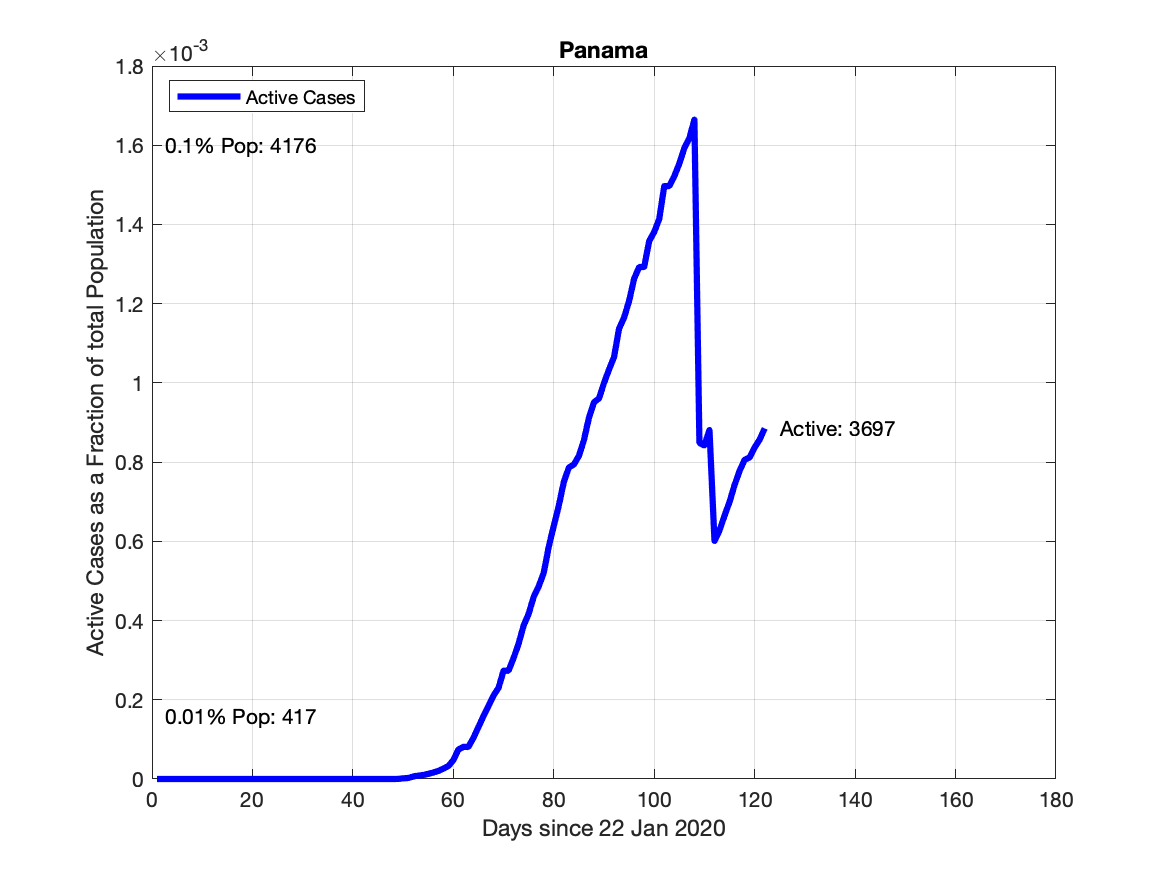 Panama
×10-3
1.8
1.6
1.4
1.2
1
0.8
0.6
0.4
0.2
0
Active Cases
0.1% Pop: 4176
Active: 3697
0.01% Pop: 417
Active Cases as a Fraction of total Population
0 20 40 60 80 100 120 140 160 180
Days since 22 Jan 2020